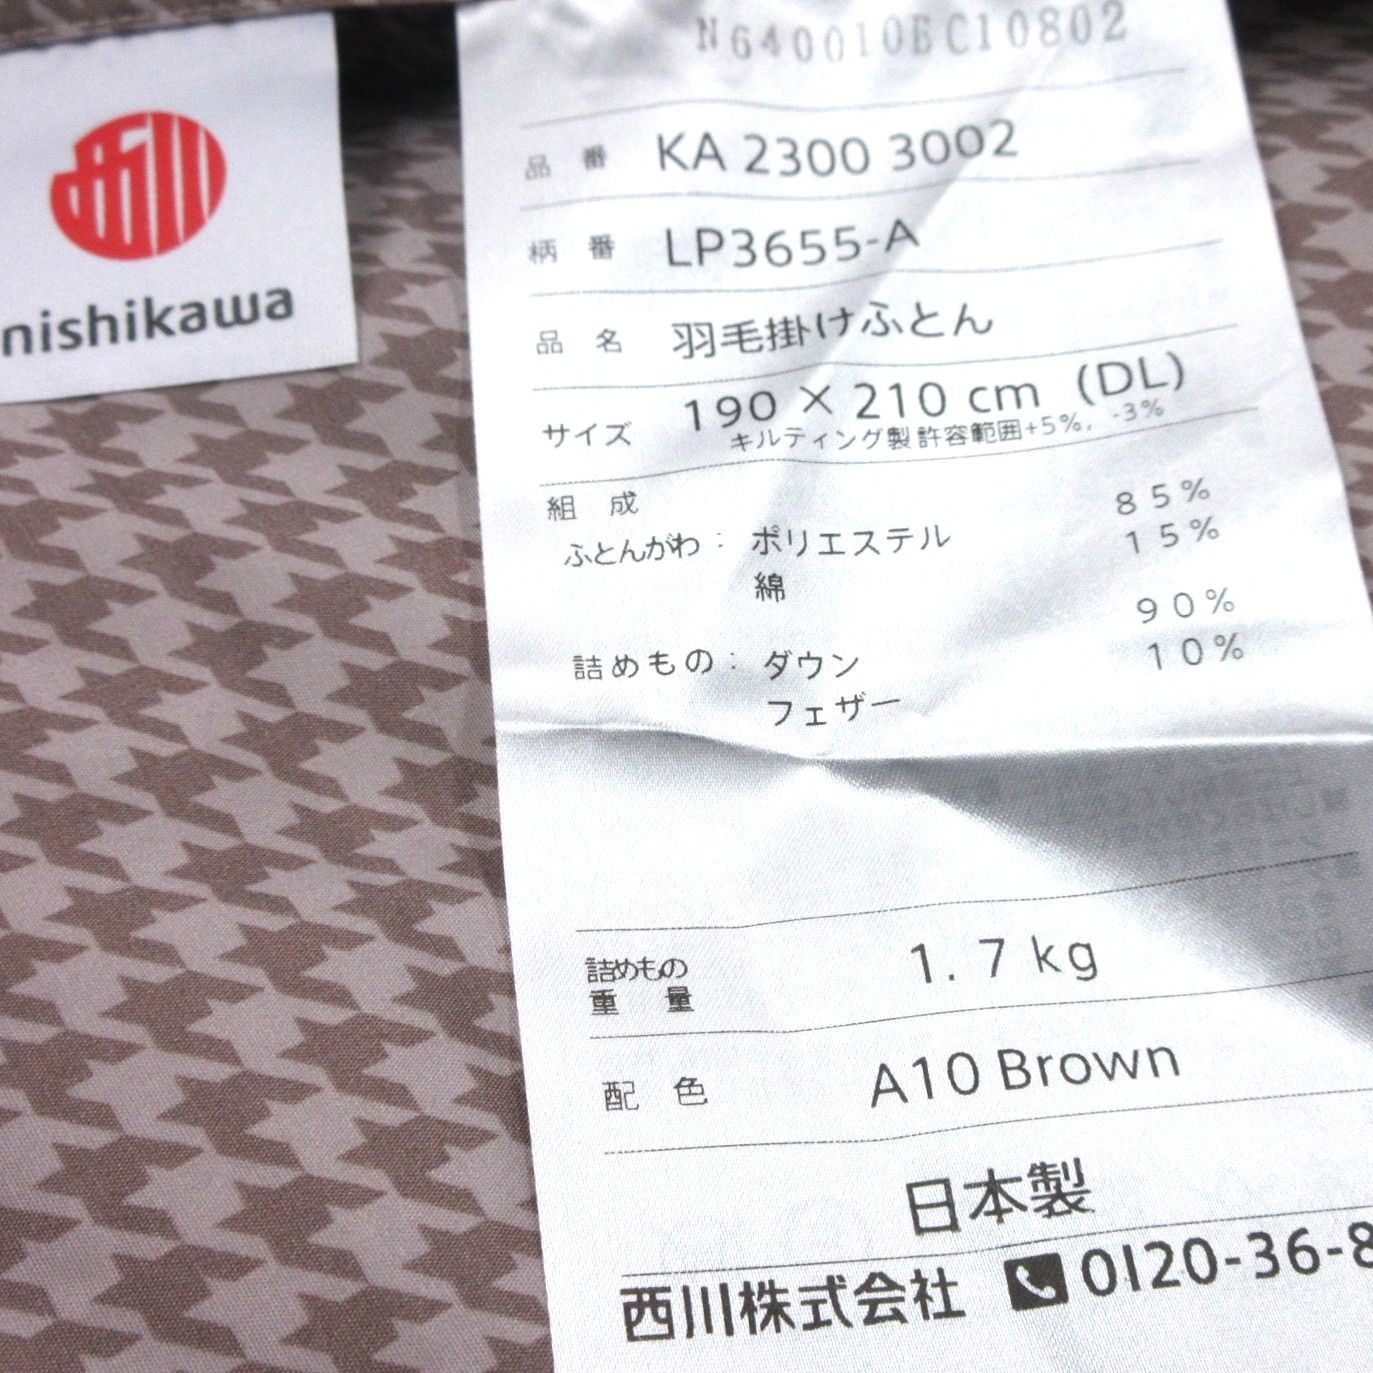 nishikawa
N640010BC10802
品番 KA 2300 3002
柄番 LP3655-A
品名 羽毛掛けふとん
サイズ 190 × 210 cm (DL)
キルティング製 許容範囲+5%, -3%
組成
ふとんがわ: ポリエステル 85%
綿 15%
詰めもの: ダウン 90%
フェザー 10%
詰めもの
重量 1.7kg
配色 A10 Brown
日本製
西川株式会社 0120-36-8